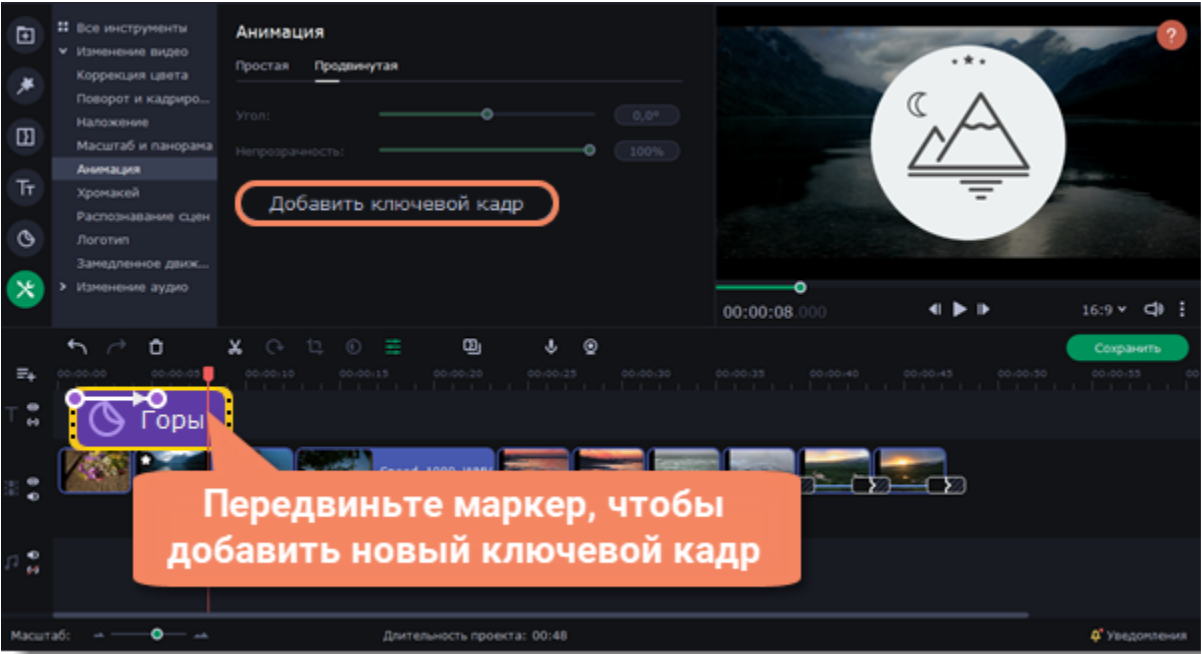 Все инструменты
Изменение видео
Коррекция цвета
Поворот и кадриро...
Наложение
Масштаб и панорама
Анимация
Хромакей
Распознавание сцен
Логотип
Замедленное движ...
Изменение аудио
Анимация
Простая Продвинутая
Угол: 0,0°
Непрозрачность: 100%
Добавить ключевой кадр
?
00:00:08.000
16:9
Сохранить
00:00:00 00:00:05 00:00:10 00:00:15 00:00:20 00:00:25 00:00:30 00:00:35 00:00:40 00:00:45 00:00:50 00:00:55
Горы
Передвиньте маркер, чтобы
добавить новый ключевой кадр
Масштаб:
Длительность проекта: 00:48
Уведомления